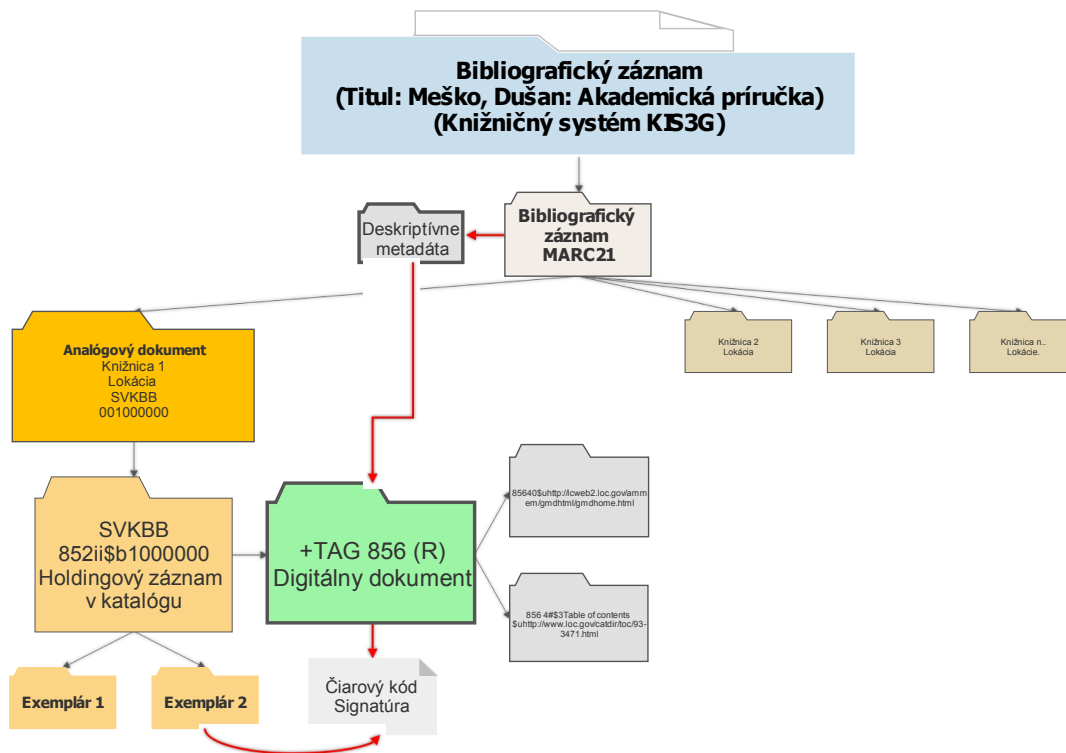 Bibliografický záznam
(Titul: Meško, Dušan: Akademická príručka)
(Knižničný systém KIS3G)
Bibliografický
záznam
MARC21
Deskriptívne
metadáta
Analógový dokument
Knižnica 1
Lokácia
SVKBB
001000000
Knižnica 2
Lokácia
Knižnica 3
Lokácia
Knižnica n..
Lokácie.
SVKBB
852ii$b1000000
Holdingový záznam
v katalógu
+TAG 856 (R)
Digitálny dokument
85640$uhttp://lcweb2.loc.gov/amm
em/gmdhtml/gmdhome.html
856 4#$3Table of contents
$uhttp://www.loc.gov/catdir/toc/93-
3471.html
Exemplár 1
Exemplár 2
Čiarový kód
Signatúra